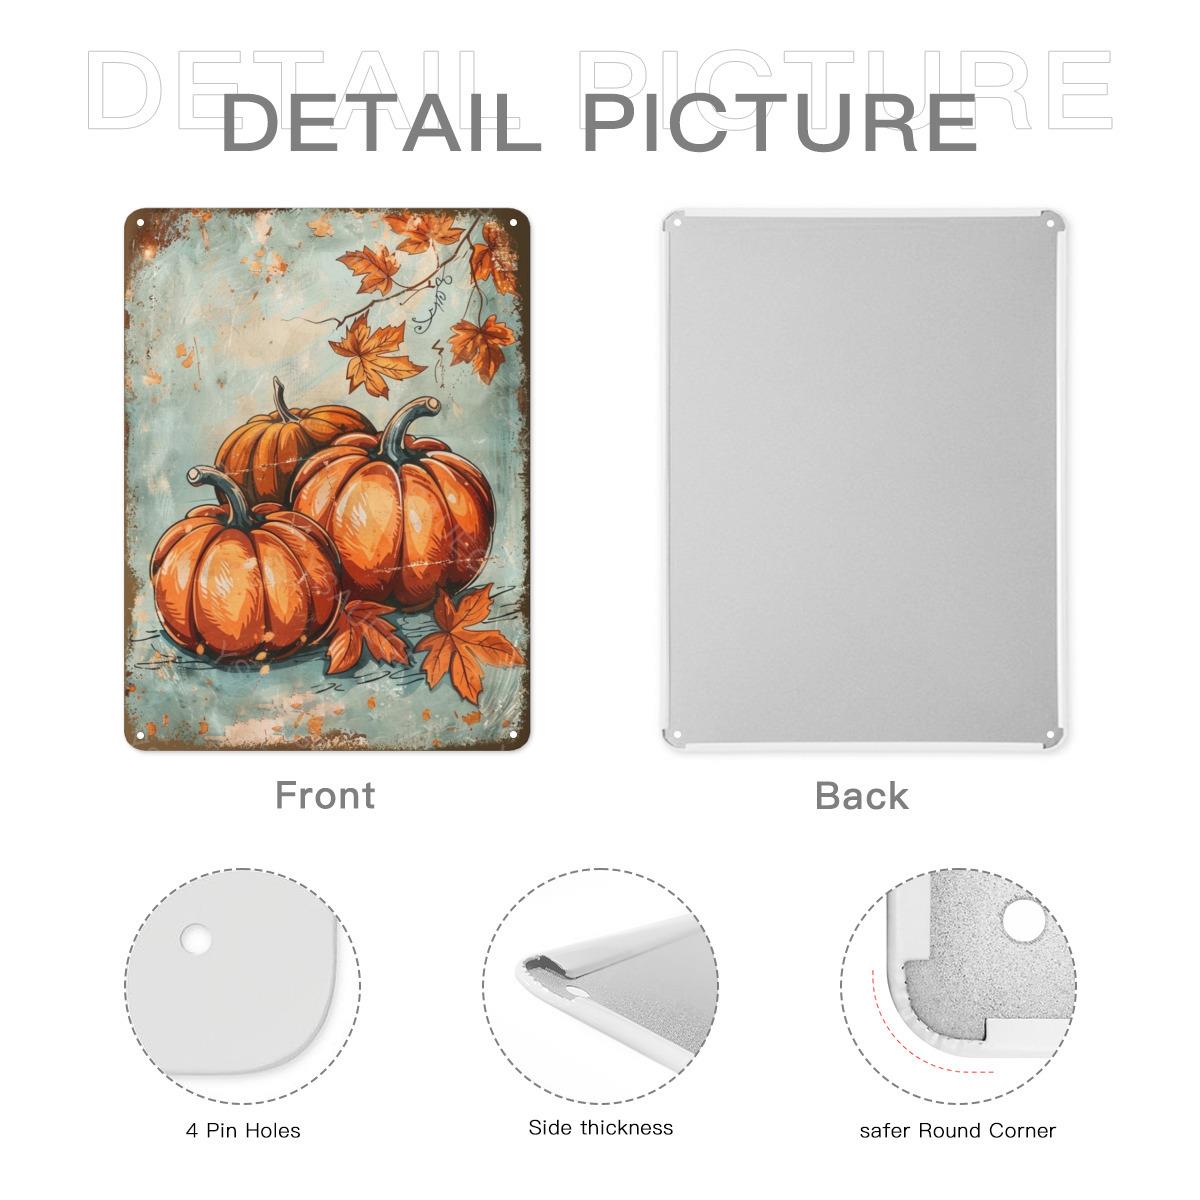 DETAIL PICTURE
DETAIL PICTURE
Front
Back
4 Pin Holes
Side thickness
safer Round Corner